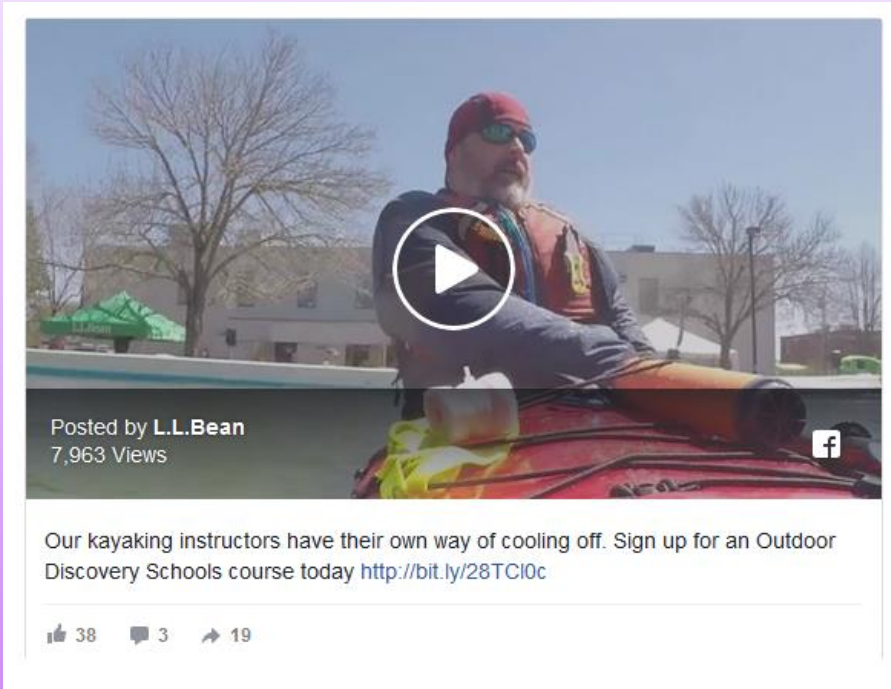 L.L.Bean
Posted by L.L.Bean
7,963 Views
Our kayaking instructors have their own way of cooling off. Sign up for an Outdoor
Discovery Schools course today http://bit.ly/28TCl0c
38 3 19